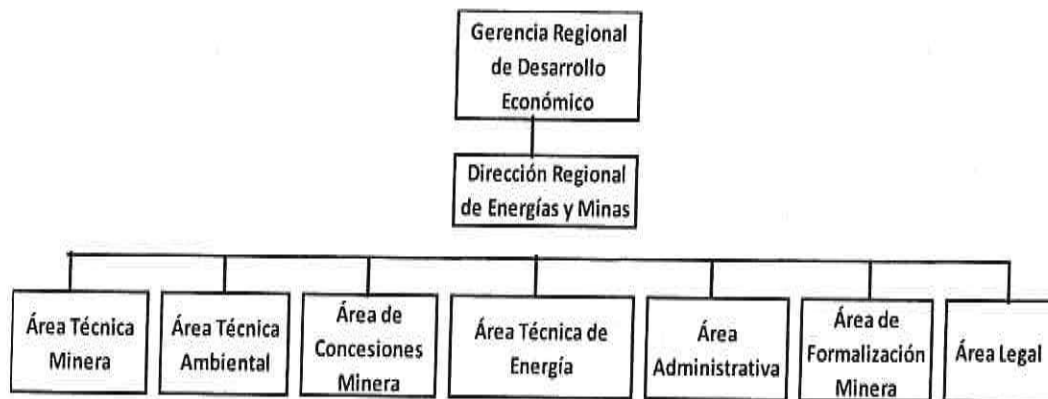 Gerencia Regional
de Desarrollo
Económico
Dirección Regional
de Energías y Minas
Área Técnica
Minera
Área Técnica
Ambiental
Área de
Concesiones
Minera
Área Técnica de
Energía
Área
Administrativa
Área de
Formalización
Minera
Área Legal